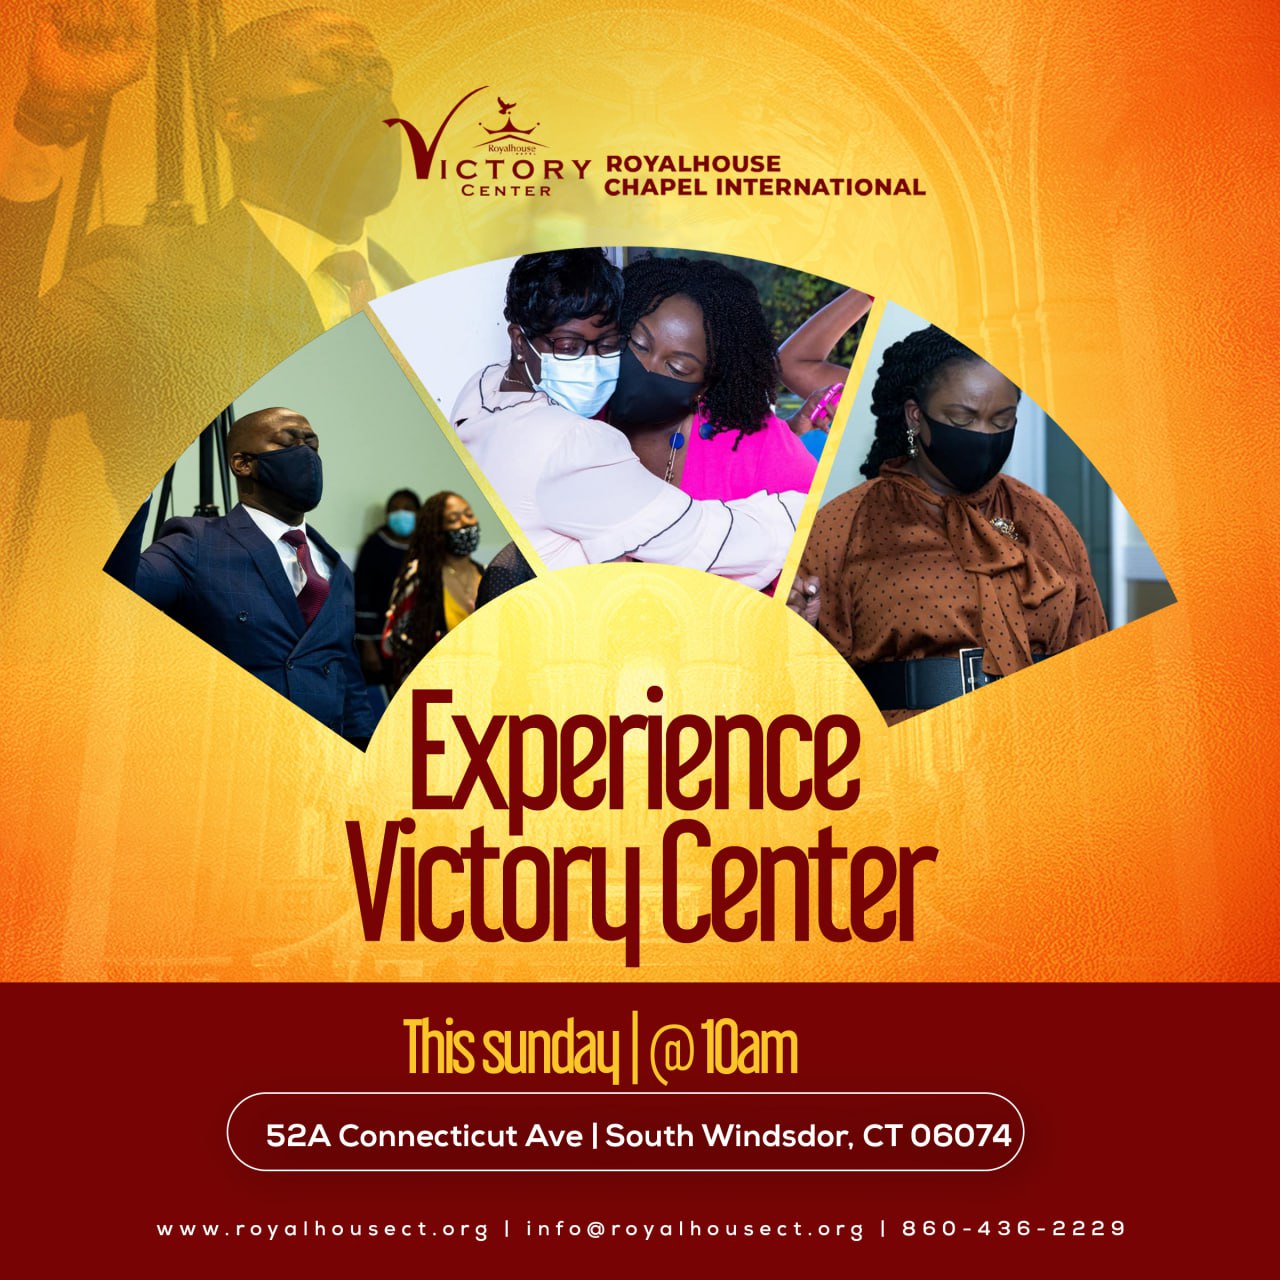 VICTORY
CENTER
Royalhouse
ROYALHOUSE
CHAPEL INTERNATIONAL
Experience
Victory Center
This sunday | @ 10am
52A Connecticut Ave | South Windsdor, CT 06074
www.royalhousect.org | info@royalhousect.org | 860-436-2229